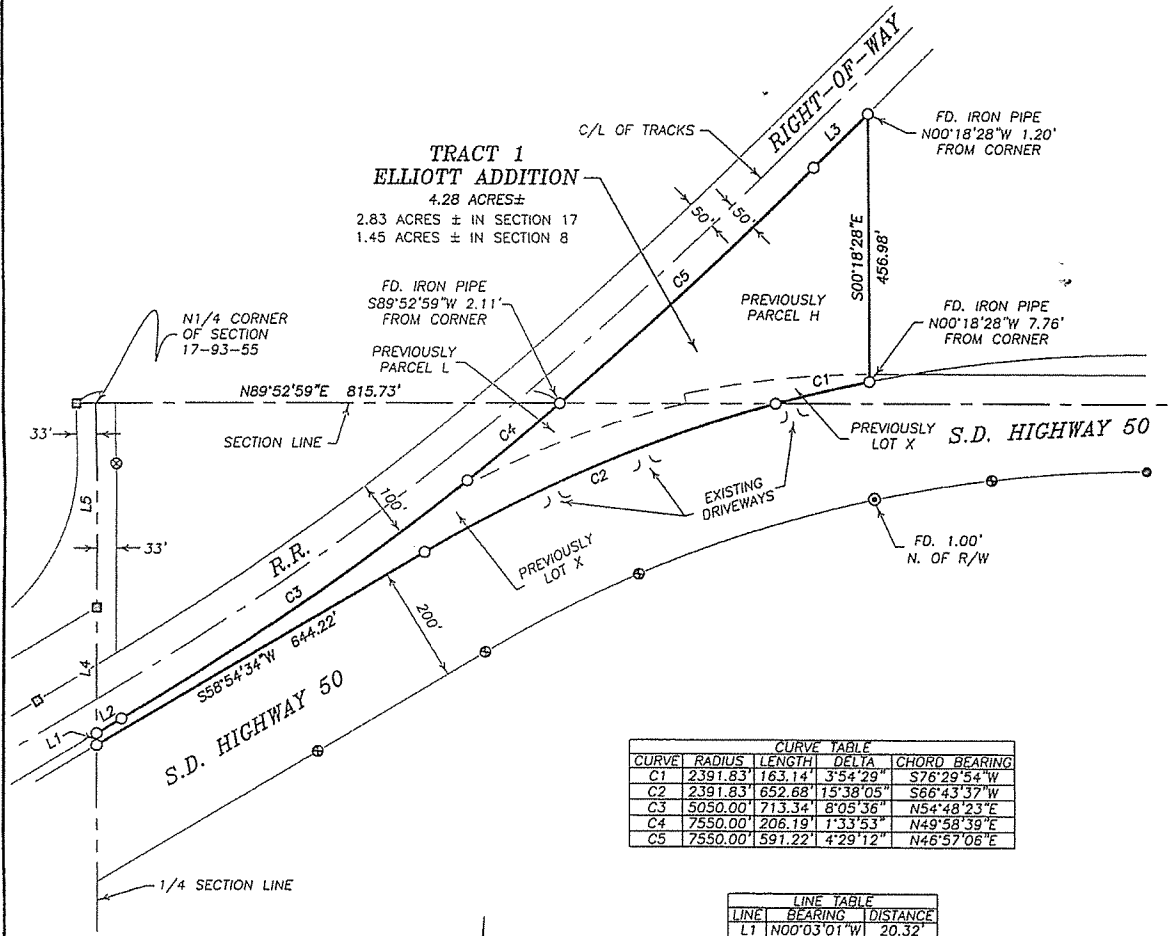 RIGHT-OF-WAY
C/L OF TRACKS
L3
FD. IRON PIPE
N00°18'28"W 1.20'
FROM CORNER
TRACT 1
ELLIOTT ADDITION
4.28 ACRES±
2.83 ACRES ± IN SECTION 17
1.45 ACRES ± IN SECTION 8
50'
50'
C5
S00°18'28"E
456.98'
FD. IRON PIPE
S89°52'59"W 2.11'
FROM CORNER
PREVIOUSLY
PARCEL H
FD. IRON PIPE
N00°18'28"W 7.76'
FROM CORNER
N1/4 CORNER
OF SECTION
17-93-55
PREVIOUSLY
PARCEL L
C1
N89°52'59"E 815.73'
33'
SECTION LINE
C4
PREVIOUSLY
LOT X
S.D. HIGHWAY 50
C2
L5
EXISTING
DRIVEWAYS
100'
33'
FD. 1.00'
N. OF R/W
R.R.
PREVIOUSLY
LOT X
C3
200'
L4
S58°54'34"W 644.22'
L2
L1
S.D. HIGHWAY 50
1/4 SECTION LINE
CURVE TABLE
CURVE RADIUS LENGTH DELTA CHORD BEARING
C1 2391.83' 163.14' 3°54'29" S76°29'54"W
C2 2391.83' 652.68' 15°38'05" S66°43'37"W
C3 5050.00' 713.34' 8°05'36" N54°48'23"E
C4 7550.00' 206.19' 1°33'53" N49°58'39"E
C5 7550.00' 591.22' 4°29'12" N46°57'06"E
LINE TABLE
LINE BEARING DISTANCE
L1 N00°03'01"W 20.32'